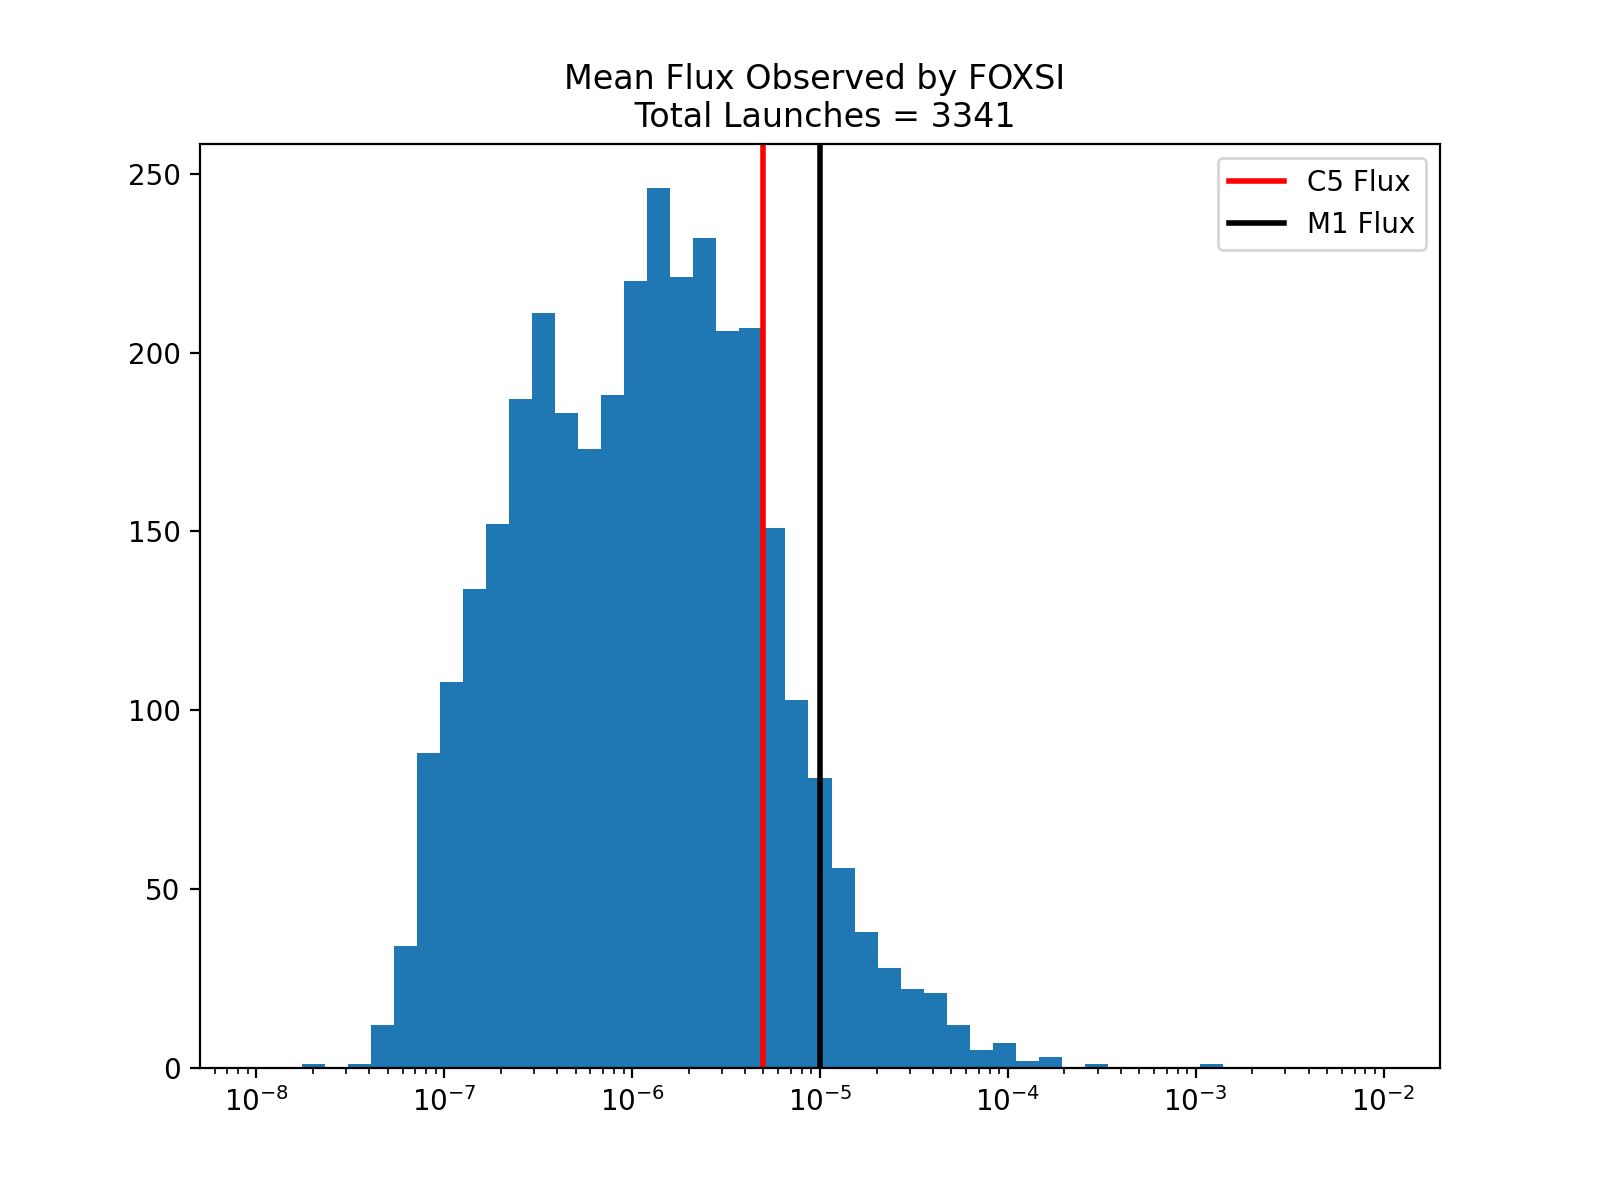 Mean Flux Observed by FOXSI
Total Launches = 3341
C5 Flux
M1 Flux
250
200
150
100
50
0
10⁻⁸ 10⁻⁷ 10⁻⁶ 10⁻⁵ 10⁻⁴ 10⁻³ 10⁻²